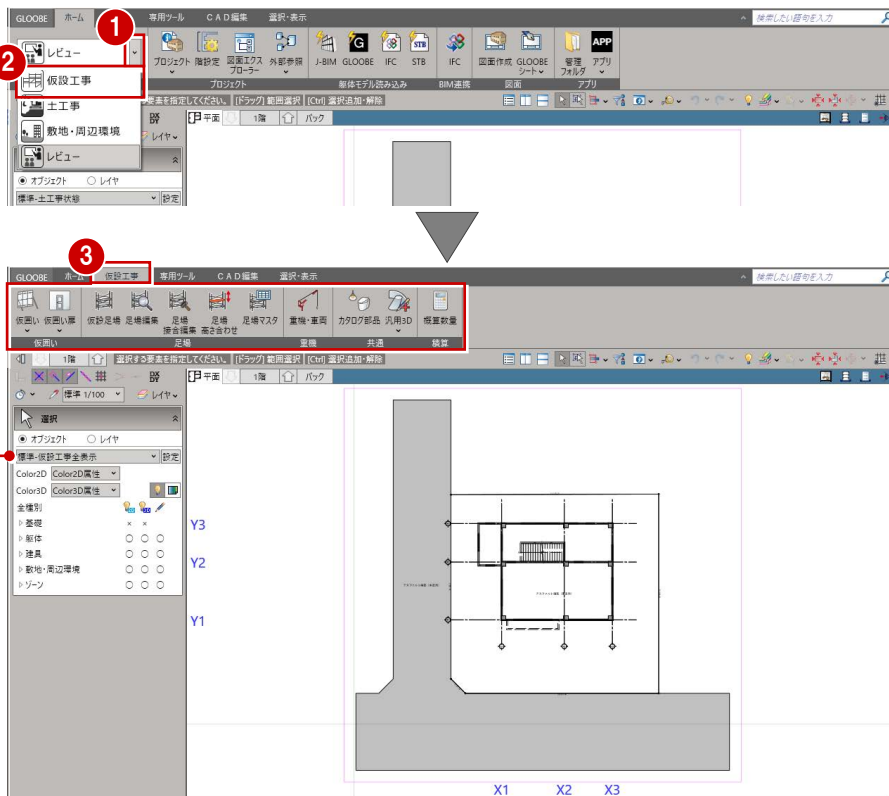 GLOOBE ホーム 専用ツール CAD編集 選択・表示 検索したい語句を入力
1
2
レビュー
仮設工事
土工事
敷地・周辺環境
レビュー
プロジェクト 階設定 図面エクスプローラー 外部参照 J-BIM GLOOBE IFC STB IFC 図面作成 GLOOBEシート 管理フォルダ アプリ
プロジェクト 躯体モデル読み込み BIM連携 図面 アプリ
要素を指定してください。 [ドラッグ] 範囲選択 [Ctrl] 選択追加・解除
平面 1階 バック
レイヤ
オブジェクト レイヤ
標準-土工事状態 設定
3
GLOOBE ホーム 仮設工事 専用ツール CAD編集 選択・表示 検索したい語句を入力
仮囲い 仮囲い扉 仮設足場 足場編集 足場接合編集 足場高さ合わせ 足場マスタ 重機・車両 カタログ部品 汎用3D 概算数量
仮囲い 足場 重機 共通 積算
1階 選択する要素を指定してください。 [ドラッグ] 範囲選択 [Ctrl] 選択追加・解除
平面 1階 バック
標準 1/100 レイヤ
選択
オブジェクト レイヤ
標準-仮設工事全表示 設定
Color2D Color2D属性
Color3D Color3D属性
全種別
基礎 × ×
躯体 ○ ○ ○
建具 ○ ○ ○
敷地・周辺環境 ○ ○ ○
ゾーン ○ ○ ○
Y3
Y2
Y1
X1 X2 X3